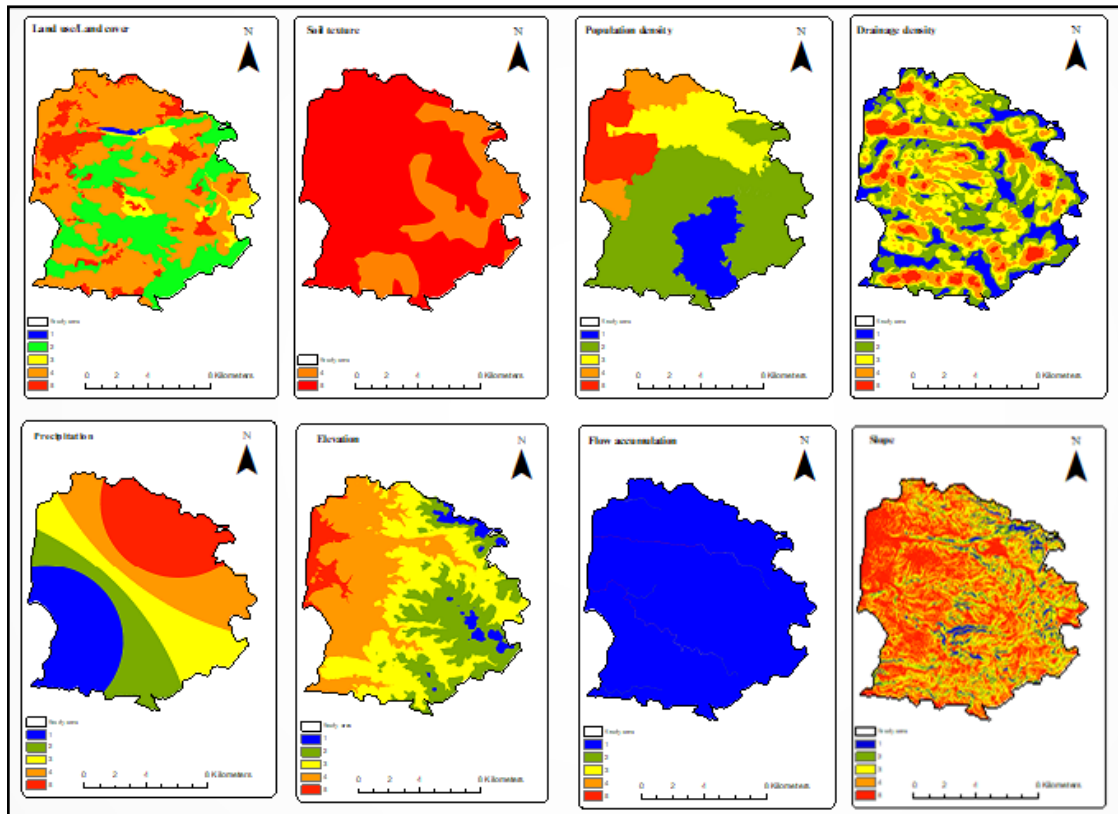 Land use/Land cover
N
Study area
1
2
3
4
5
0 2 4 8 Kilometers
Soil texture
N
Study area
4
5
0 2 4 8 Kilometers
Population density
N
Study area
1
2
3
4
5
0 2 4 8 Kilometers
Drainage density
N
Study area
1
2
3
4
5
0 2 4 8 Kilometers
Precipitation
N
Study area
1
2
3
4
5
0 2 4 8 Kilometers
Elevation
N
Study area
1
2
3
4
5
0 2 4 8 Kilometers
Flow accumulation
N
Study area
1
2
3
4
5
0 2 4 8 Kilometers
Slope
N
Study area
1
2
3
4
5
0 2 4 8 Kilometers